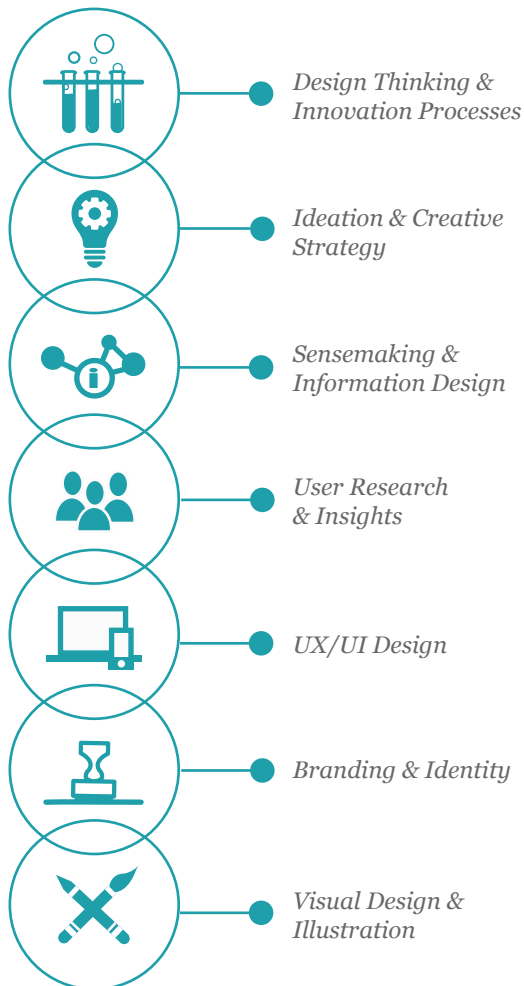 Design Thinking &
Innovation Processes
Ideation & Creative
Strategy
i
Sensemaking &
Information Design
User Research
& Insights
UX/UI Design
Branding & Identity
Visual Design &
Illustration